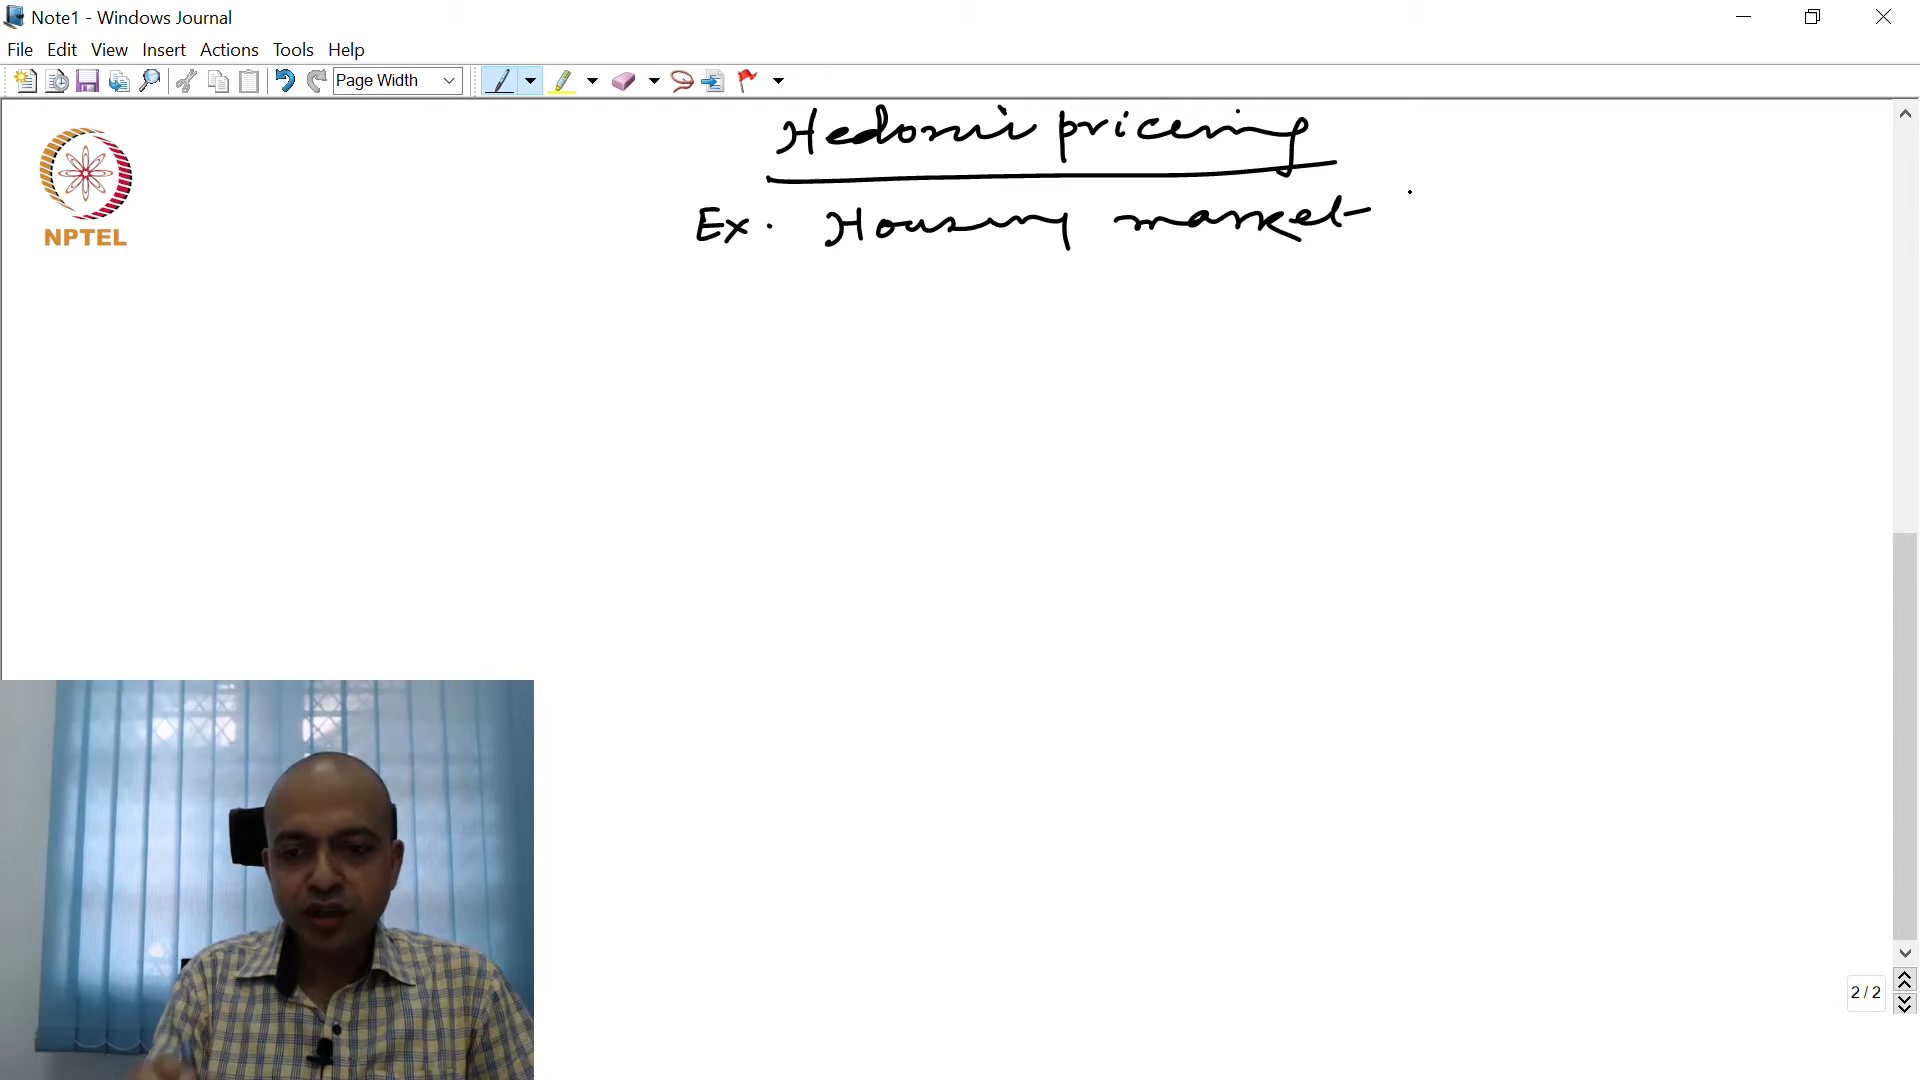 Note1 - Windows Journal
File Edit View Insert Actions Tools Help
Page Width
Hedonic pricing
Ex. Housing market
NPTEL
2 / 2